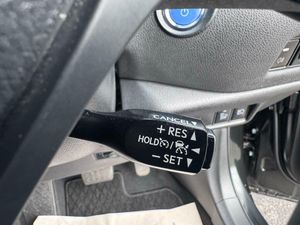 CANCEL
+ RES
HOLD /
− SET